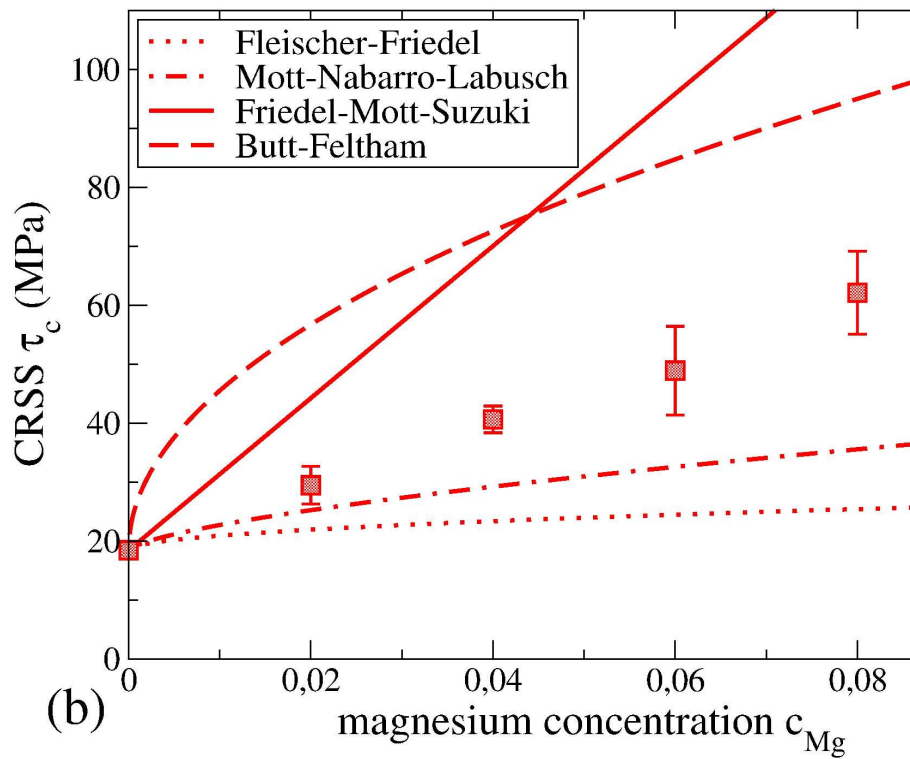 Fleischer-Friedel
Mott-Nabarro-Labusch
Friedel-Mott-Suzuki
Butt-Feltham
100
80
60
40
20
0
CRSS τc (MPa)
0
0,02
0,04
0,06
0,08
(b)
magnesium concentration cMg